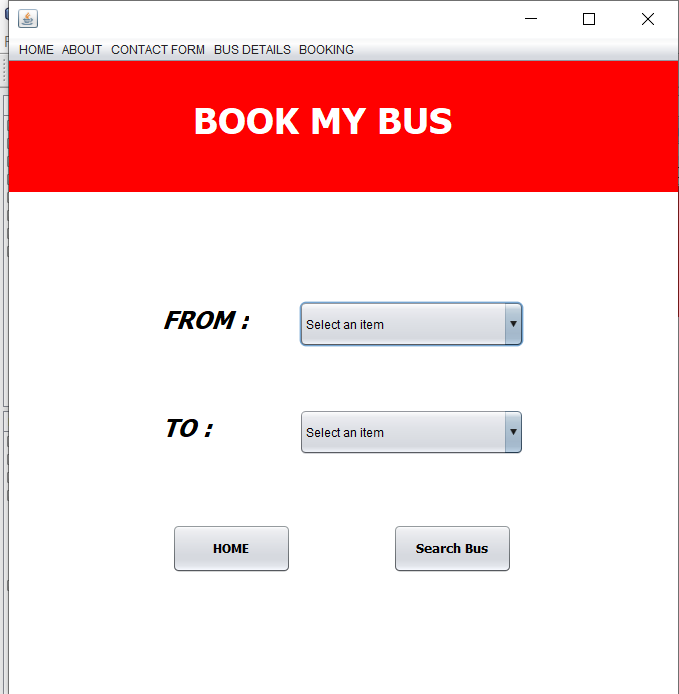 HOME ABOUT CONTACT FORM BUS DETAILS BOOKING
BOOK MY BUS
FROM : Select an item
TO : Select an item
HOME Search Bus